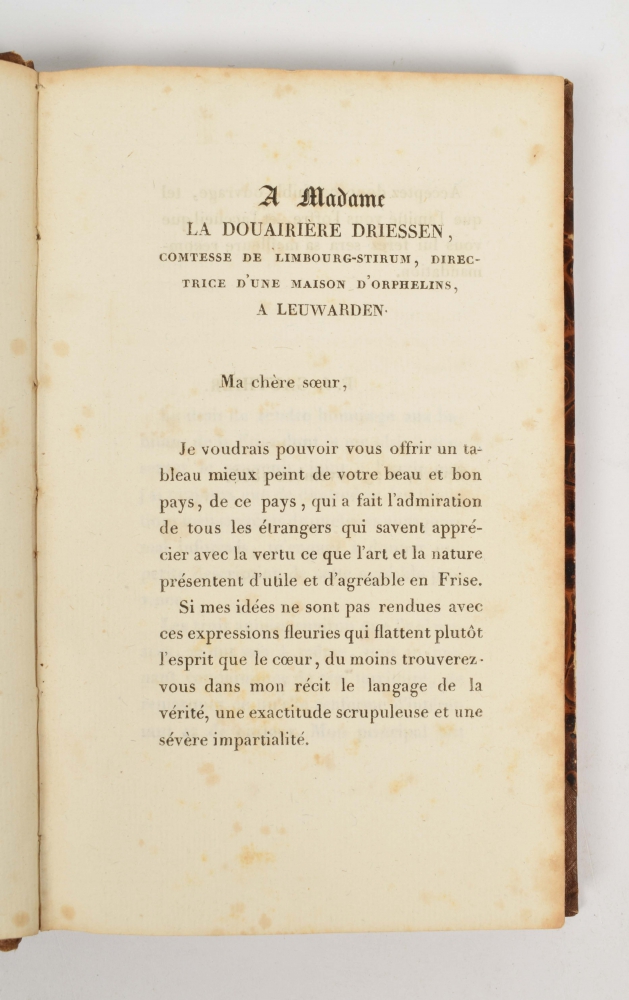 A Madame
LA DOUAIRIÈRE DRIESSEN,
COMTESSE DE LIMBOURG-STIRUM, DIREC-
TRICE D'UNE MAISON D'ORPHELINS,
A LEUWARDEN.
Ma chère sœur,
Je voudrais pouvoir vous offrir un ta-
bleau mieux peint de votre beau et bon
pays, de ce pays, qui a fait l'admiration
de tous les étrangers qui savent appré-
cier avec la vertu ce que l'art et la nature
présentent d'utile et d'agréable en Frise.
Si mes idées ne sont pas rendues avec
ces expressions fleuries qui flattent plutôt
l'esprit que le cœur, du moins trouverez-
vous dans mon récit le langage de la
vérité, une exactitude scrupuleuse et une
sévère impartialité.